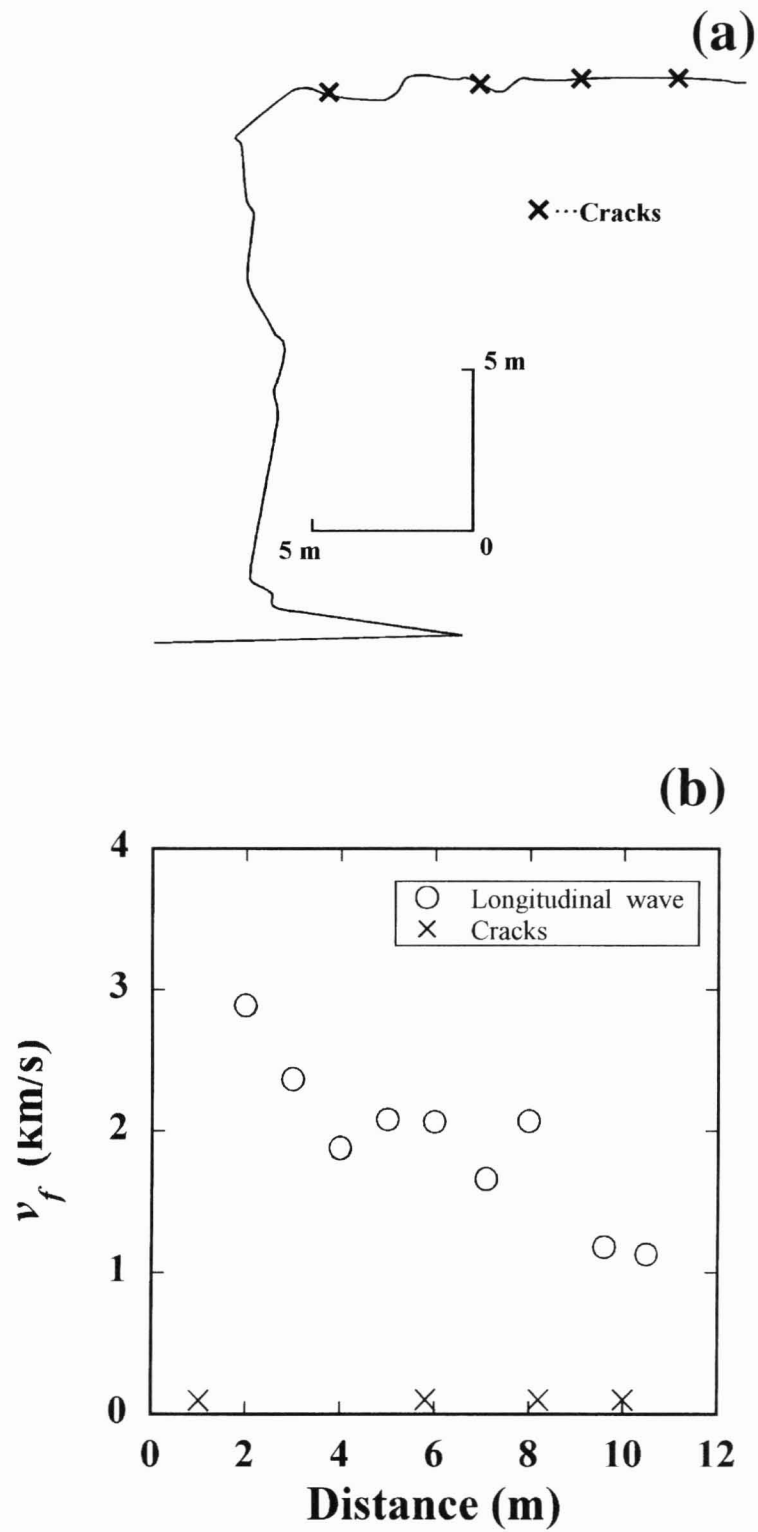 (a)
×···Cracks
5 m
5 m
0
(b)
4
3
2
1
0
v_f (km/s)
○ Longitudinal wave
× Cracks
0 2 4 6 8 10 12
Distance (m)